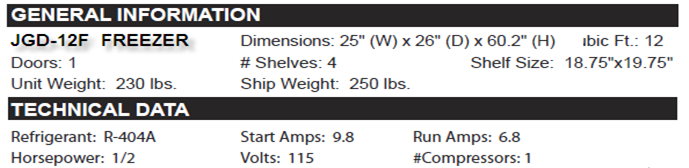 GENERAL INFORMATION
JGD-12F FREEZER Dimensions: 25" (W) x 26" (D) x 60.2" (H) ıbic Ft.: 12
Doors: 1 # Shelves: 4 Shelf Size: 18.75"x19.75"
Unit Weight: 230 lbs. Ship Weight: 250 lbs.
TECHNICAL DATA
Refrigerant: R-404A Start Amps: 9.8 Run Amps: 6.8
Horsepower: 1/2 Volts: 115 #Compressors: 1